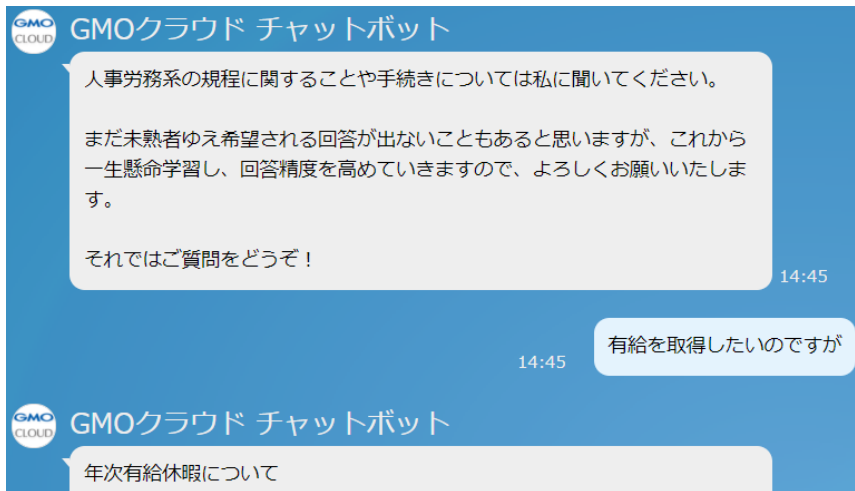 GMO CLOUD
GMOクラウド チャットボット
人事労務系の規程に関することや手続きについては私に聞いてください。
まだ未熟者ゆえ希望される回答が出ないこともあると思いますが、これから
一生懸命学習し、回答精度を高めていきますので、よろしくお願いいたしま
す。
それではご質問をどうぞ！
14:45
有給を取得したいのですが
14:45
GMO CLOUD
GMOクラウド チャットボット
年次有給休暇について